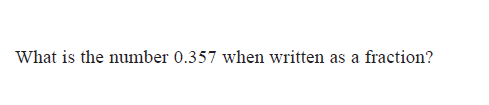 What is the number 0.357 when written as a fraction?